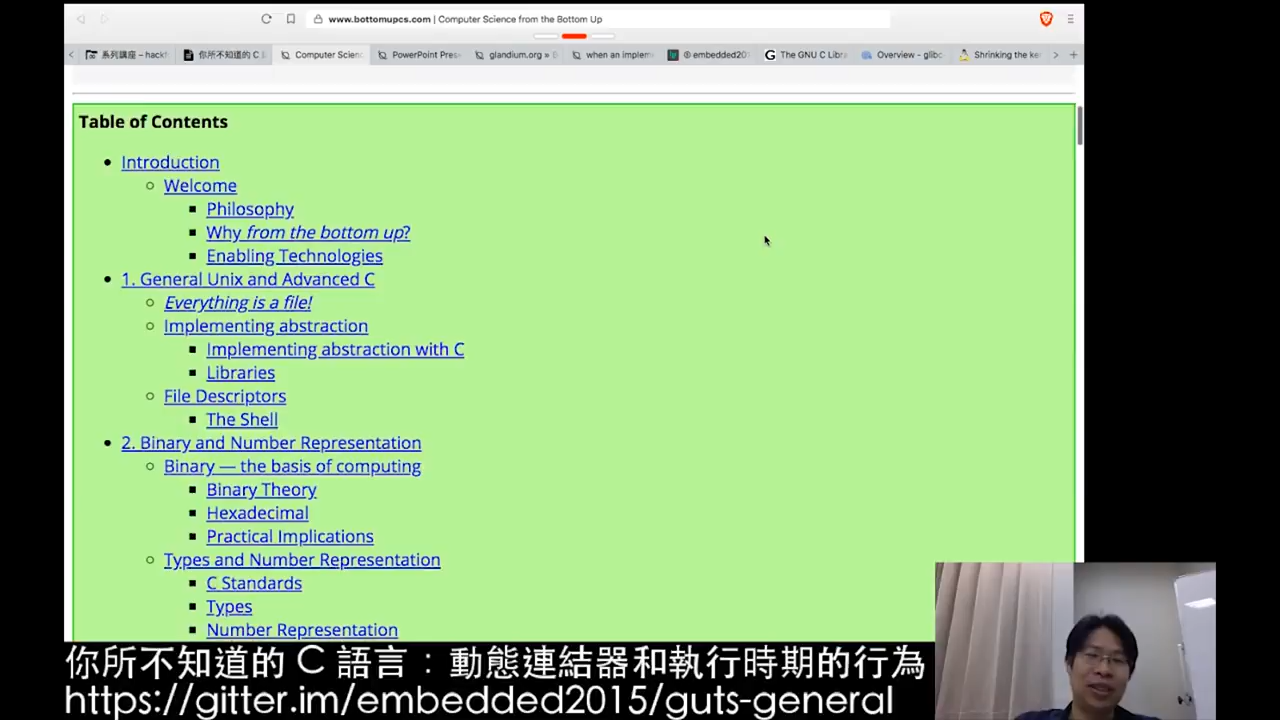 www.bottomupcs.com | Computer Science from the Bottom Up
系列講座 – hackf
你所不知道的 C 語
Computer Scienc
PowerPoint Pres
glandium.org » 
when an implem
embedded201
The GNU C Libra
Overview – glibc
Shrinking the ke
Table of Contents
Introduction
Welcome
Philosophy
Why from the bottom up?
Enabling Technologies
1. General Unix and Advanced C
Everything is a file!
Implementing abstraction
Implementing abstraction with C
Libraries
File Descriptors
The Shell
2. Binary and Number Representation
Binary — the basis of computing
Binary Theory
Hexadecimal
Practical Implications
Types and Number Representation
C Standards
Types
Number Representation
你所不知道的 C 語言：動態連結器和執行時期的行為
https://gitter.im/embedded2015/guts-general